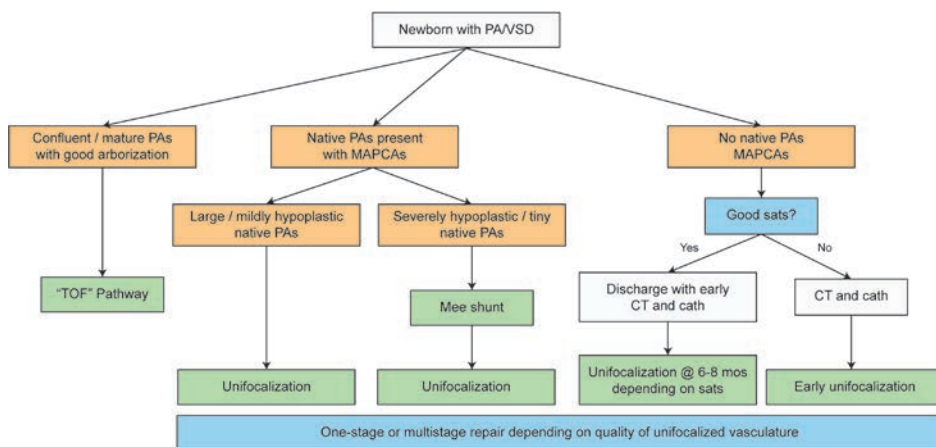 Newborn with PA/VSD
Confluent / mature PAs
with good arborization
Native PAs present
with MAPCAs
No native PAs
MAPCAs
Large / mildly hypoplastic
native PAs
Severely hypoplastic / tiny
native PAs
Good sats?
Yes
No
"TOF" Pathway
Mee shunt
Discharge with early
CT and cath
CT and cath
Unifocalization
Unifocalization
Unifocalization @ 6-8 mos
depending on sats
Early unifocalization
One-stage or multistage repair depending on quality of unifocalized vasculature